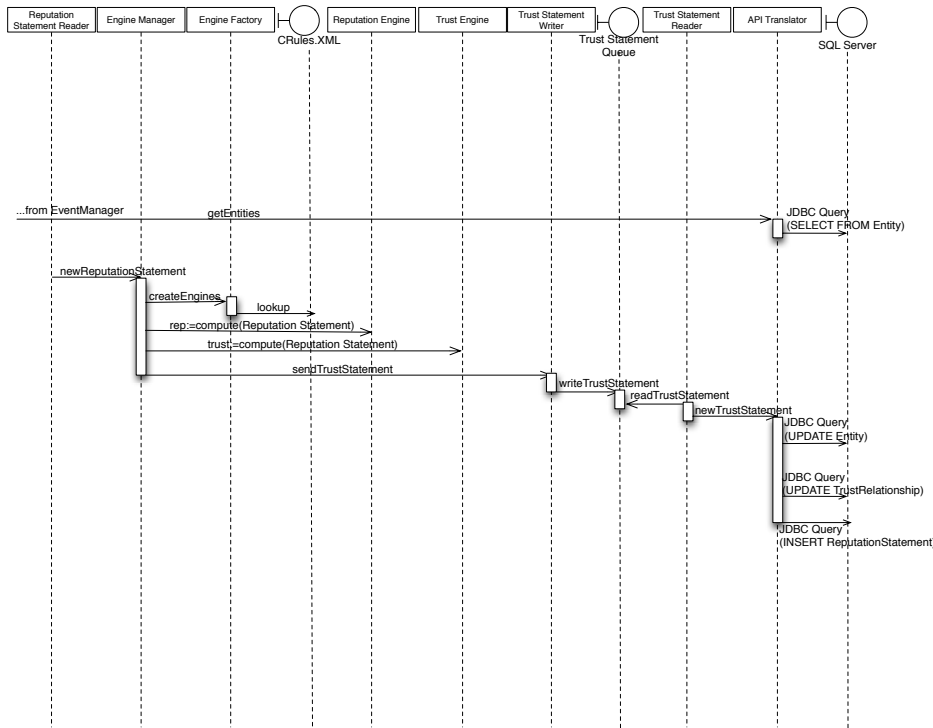 Reputation
Statement Reader
Engine Manager
Engine Factory
CRules.XML
Reputation Engine
Trust Engine
Trust Statement
Writer
Trust Statement
Queue
Trust Statement
Reader
API Translator
SQL Server
...from EventManager
getEntities
JDBC Query
(SELECT FROM Entity)
newReputationStatement
createEngines
lookup
rep:=compute(Reputation Statement)
trust:=compute(Reputation Statement)
sendTrustStatement
writeTrustStatement
readTrustStatement
newTrustStatement
JDBC Query
(UPDATE Entity)
JDBC Query
(UPDATE TrustRelationship)
JDBC Query
(INSERT ReputationStatement)